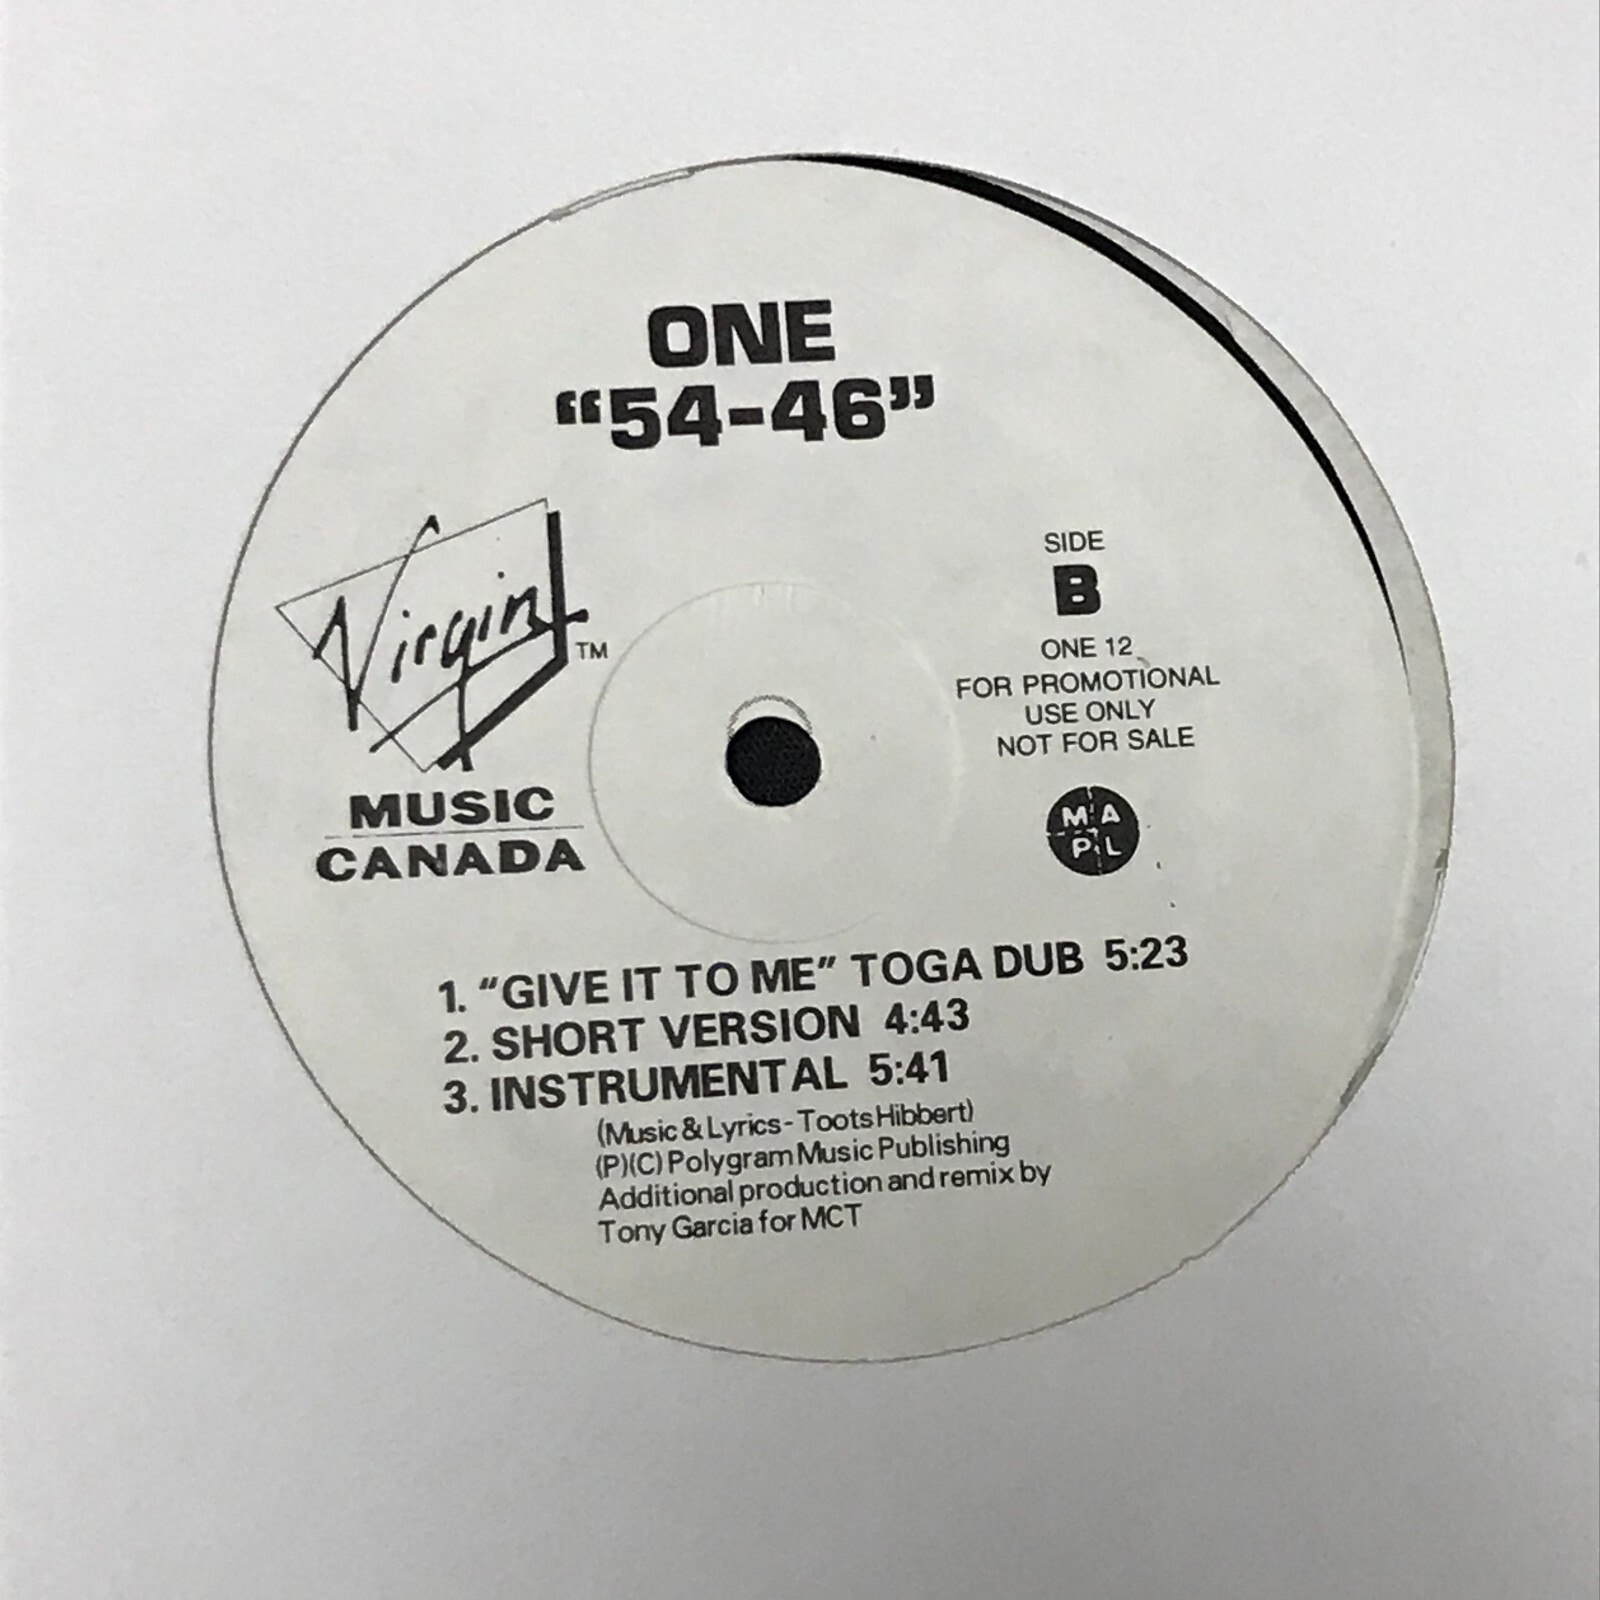 ONE
“54-46”
Virgin TM
MUSIC
CANADA
SIDE
B
ONE 12
FOR PROMOTIONAL
USE ONLY
NOT FOR SALE
M A
P L
1. “GIVE IT TO ME” TOGA DUB 5:23
2. SHORT VERSION 4:43
3. INSTRUMENTAL 5:41
(Music & Lyrics - Toots Hibbert)
(P)(C) Polygram Music Publishing
Additional production and remix by
Tony Garcia for MCT